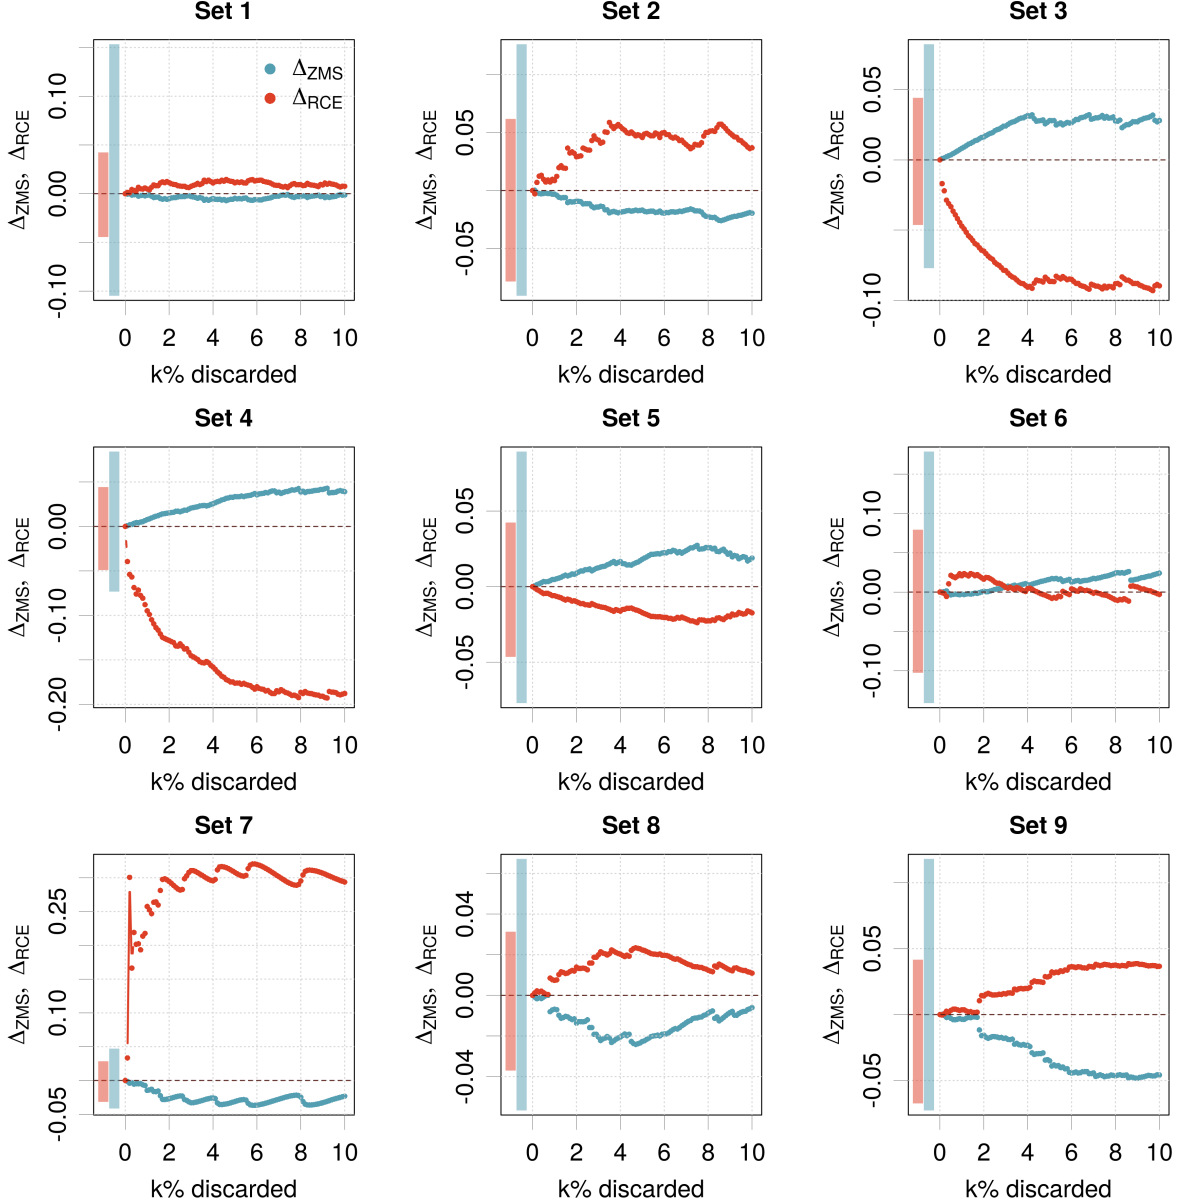 Set 1
ΔZMS, ΔRCE
-0.10 0.00 0.10
ΔZMS
ΔRCE
0 2 4 6 8 10
k% discarded
Set 2
ΔZMS, ΔRCE
-0.05 0.05
0 2 4 6 8 10
k% discarded
Set 3
ΔZMS, ΔRCE
-0.10 0.00 0.05
0 2 4 6 8 10
k% discarded
Set 4
ΔZMS, ΔRCE
-0.20 -0.10 0.00
0 2 4 6 8 10
k% discarded
Set 5
ΔZMS, ΔRCE
-0.05 0.00 0.05
0 2 4 6 8 10
k% discarded
Set 6
ΔZMS, ΔRCE
-0.10 0.00 0.10
0 2 4 6 8 10
k% discarded
Set 7
ΔZMS, ΔRCE
-0.05 0.10 0.25
0 2 4 6 8 10
k% discarded
Set 8
ΔZMS, ΔRCE
-0.04 0.00 0.04
0 2 4 6 8 10
k% discarded
Set 9
ΔZMS, ΔRCE
-0.05 0.05
0 2 4 6 8 10
k% discarded